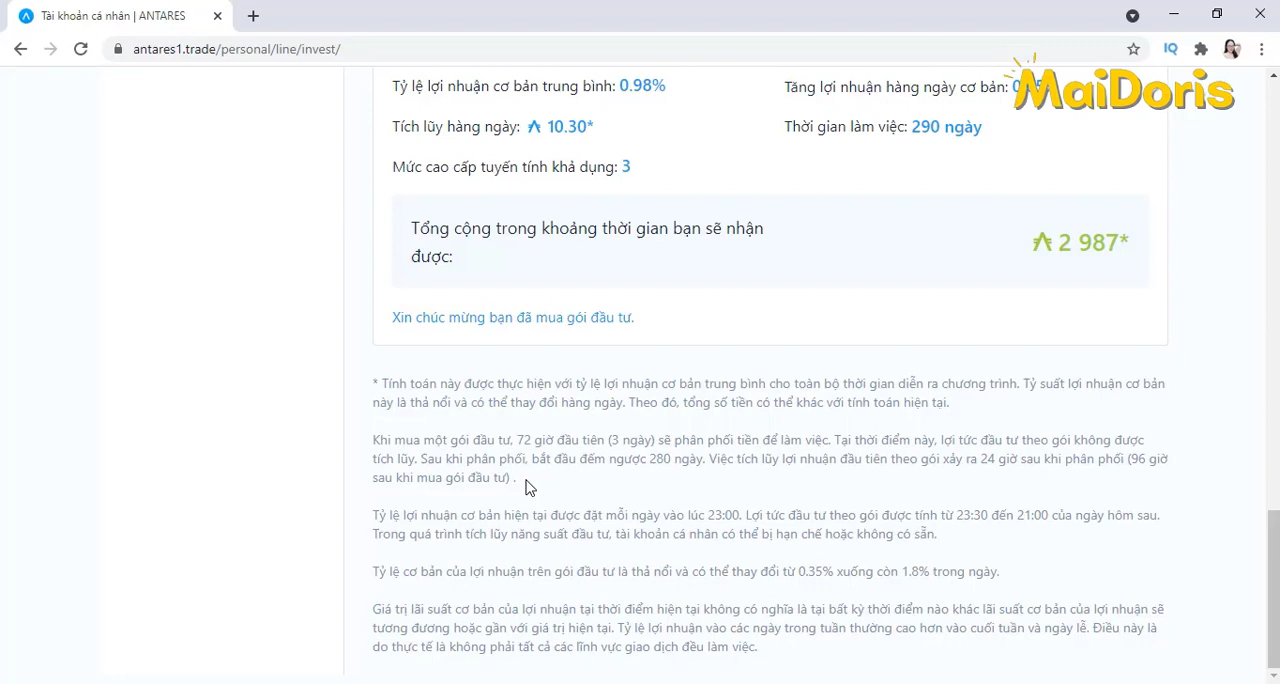 Tài khoản cá nhân | ANTARES
antares1.trade/personal/line/invest/
IQ
MaiDoris
Tỷ lệ lợi nhuận cơ bản trung bình: 0.98%
Tăng lợi nhuận hàng ngày cơ bản:
Tích lũy hàng ngày: 10.30*
Thời gian làm việc: 290 ngày
Mức cao cấp tuyến tính khả dụng: 3
Tổng cộng trong khoảng thời gian bạn sẽ nhận
được:
2 987*
Xin chúc mừng bạn đã mua gói đầu tư.
* Tính toán này được thực hiện với tỷ lệ lợi nhuận cơ bản trung bình cho toàn bộ thời gian diễn ra chương trình. Tỷ suất lợi nhuận cơ bản
này là thả nổi và có thể thay đổi hàng ngày. Theo đó, tổng số tiền có thể khác với tính toán hiện tại.
Khi mua một gói đầu tư, 72 giờ đầu tiên (3 ngày) sẽ phân phối tiền để làm việc. Tại thời điểm này, lợi tức đầu tư theo gói không được
tích lũy. Sau khi phân phối, bắt đầu đếm ngược 280 ngày. Việc tích lũy lợi nhuận đầu tiên theo gói xảy ra 24 giờ sau khi phân phối (96 giờ
sau khi mua gói đầu tư) .
Tỷ lệ lợi nhuận cơ bản hiện tại được đặt mỗi ngày vào lúc 23:00. Lợi tức đầu tư theo gói được tính từ 23:30 đến 21:00 của ngày hôm sau.
Trong quá trình tích lũy năng suất đầu tư, tài khoản cá nhân có thể bị hạn chế hoặc không có sẵn.
Tỷ lệ cơ bản của lợi nhuận trên gói đầu tư là thả nổi và có thể thay đổi từ 0.35% xuống còn 1.8% trong ngày.
Giá trị lãi suất cơ bản của lợi nhuận tại thời điểm hiện tại không có nghĩa là tại bất kỳ thời điểm nào khác lãi suất cơ bản của lợi nhuận sẽ
tương đương hoặc gần với giá trị hiện tại. Tỷ lệ lợi nhuận vào các ngày trong tuần thường cao hơn vào cuối tuần và ngày lễ. Điều này là
do thực tế là không phải tất cả các lĩnh vực giao dịch đều làm việc.